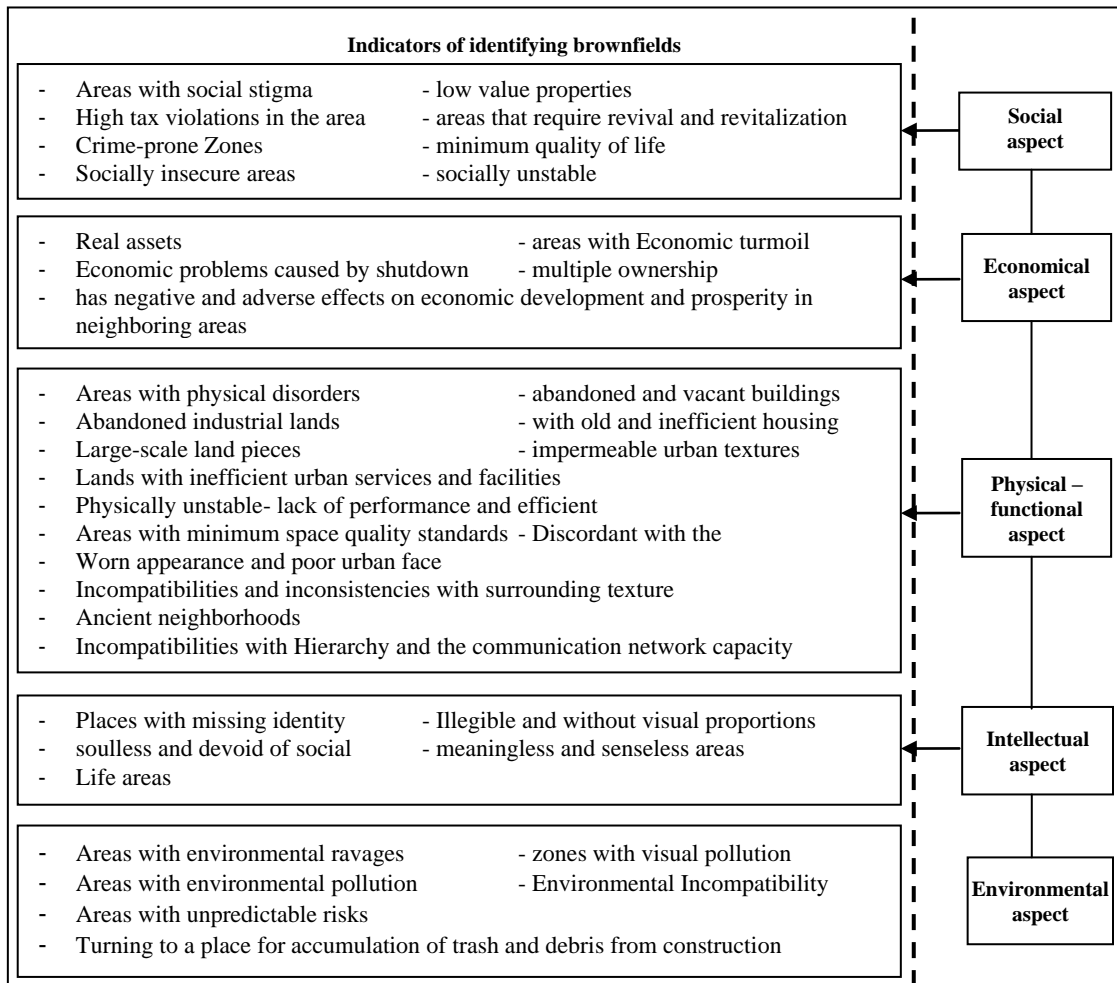 Indicators of identifying brownfields
- Areas with social stigma - low value properties
- High tax violations in the area - areas that require revival and revitalization
- Crime-prone Zones - minimum quality of life
- Socially insecure areas - socially unstable
Social
aspect
- Real assets - areas with Economic turmoil
- Economic problems caused by shutdown - multiple ownership
- has negative and adverse effects on economic development and prosperity in
neighboring areas
Economical
aspect
- Areas with physical disorders - abandoned and vacant buildings
- Abandoned industrial lands - with old and inefficient housing
- Large-scale land pieces - impermeable urban textures
- Lands with inefficient urban services and facilities
- Physically unstable- lack of performance and efficient
- Areas with minimum space quality standards - Discordant with the
- Worn appearance and poor urban face
- Incompatibilities and inconsistencies with surrounding texture
- Ancient neighborhoods
- Incompatibilities with Hierarchy and the communication network capacity
Physical –
functional
aspect
- Places with missing identity - Illegible and without visual proportions
- soulless and devoid of social - meaningless and senseless areas
- Life areas
Intellectual
aspect
- Areas with environmental ravages - zones with visual pollution
- Areas with environmental pollution - Environmental Incompatibility
- Areas with unpredictable risks
- Turning to a place for accumulation of trash and debris from construction
Environmental
aspect